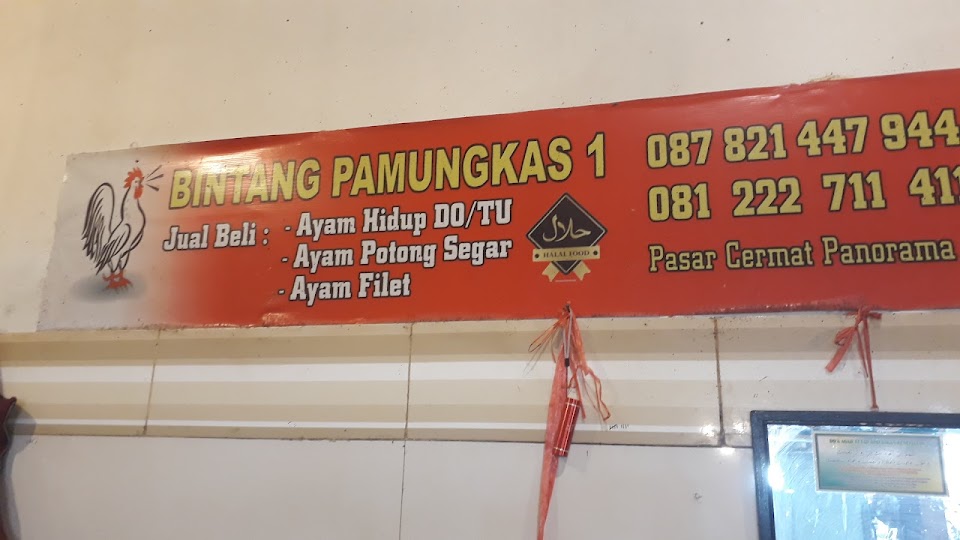 BINTANG PAMUNGKAS 1
Jual Beli : - Ayam Hidup DO/TU
- Ayam Potong Segar
- Ayam Filet
حلال
HALAL FOOD
087 821 447 944
081 222 711 411
Pasar Cermat Panorama